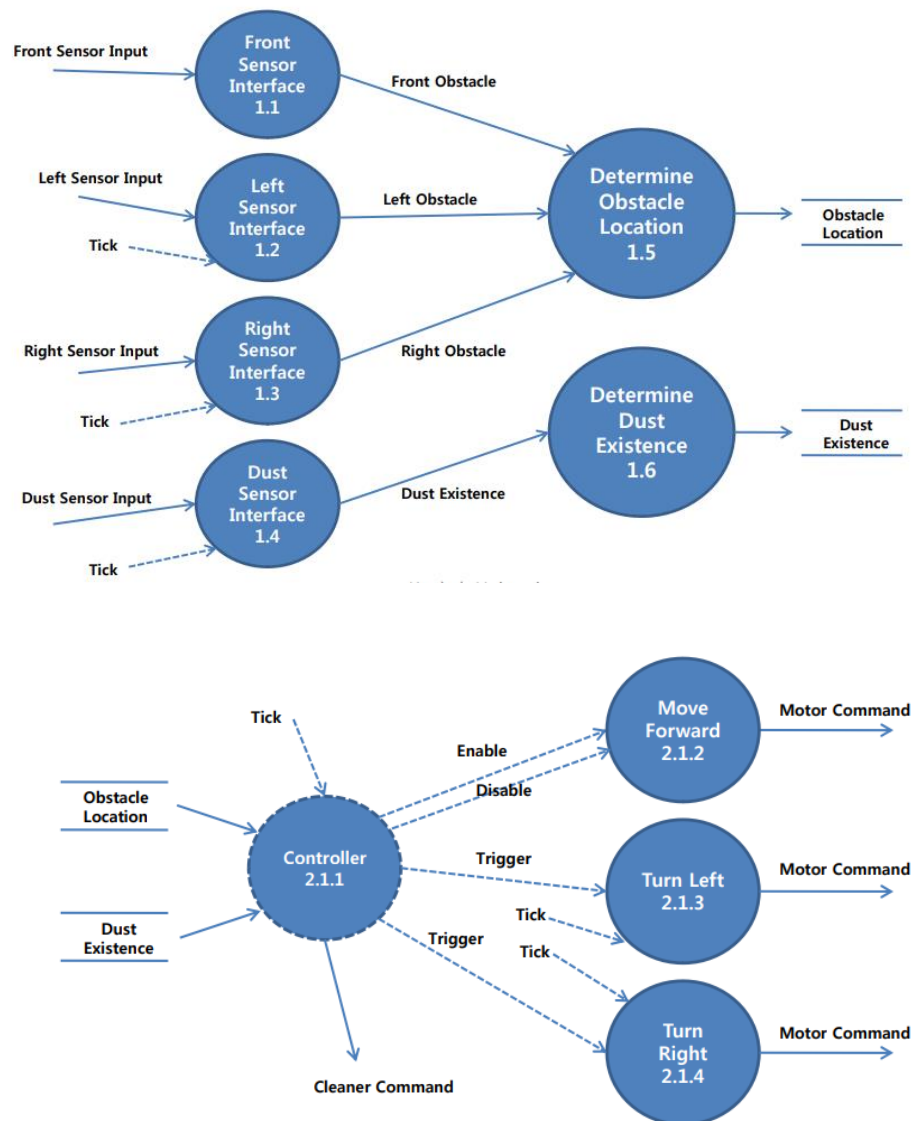 Front Sensor Input
Front
Sensor
Interface
1.1
Front Obstacle
Left Sensor Input
Tick
Left
Sensor
Interface
1.2
Left Obstacle
Determine
Obstacle
Location
1.5
Obstacle
Location
Right Sensor Input
Tick
Right
Sensor
Interface
1.3
Right Obstacle
Dust Sensor Input
Tick
Dust
Sensor
Interface
1.4
Dust Existence
Determine
Dust
Existence
1.6
Dust
Existence
Tick
Obstacle
Location
Dust
Existence
Controller
2.1.1
Enable
Disable
Trigger
Trigger
Cleaner Command
Move
Forward
2.1.2
Motor Command
Tick
Turn Left
2.1.3
Motor Command
Tick
Turn
Right
2.1.4
Motor Command